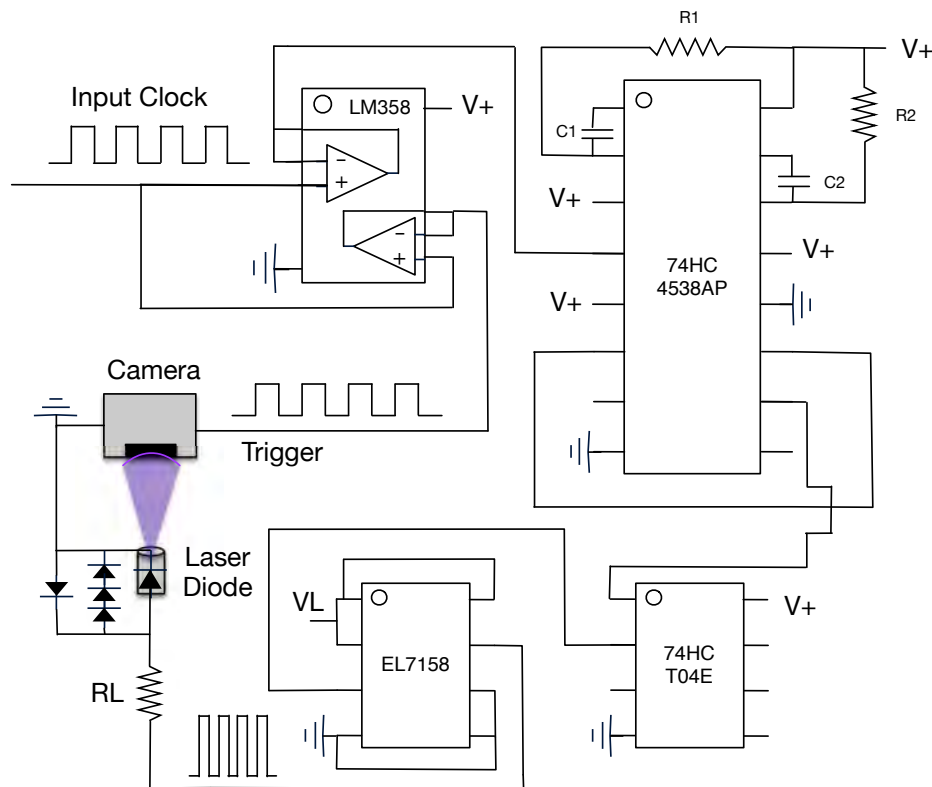 R1
V+
Input Clock
LM358
V+
C1
R2
C2
V+
V+
74HC
4538AP
V+
Camera
Trigger
Laser
Diode
VL
V+
EL7158
74HC
T04E
RL
-
+
-
+